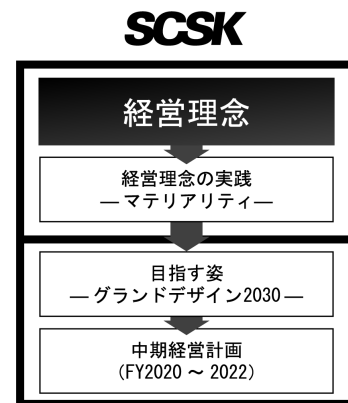 SCSK
経営理念
経営理念の実践
―マテリアリティ―
目指す姿
―グランドデザイン2030―
中期経営計画
(FY2020 ～ 2022)